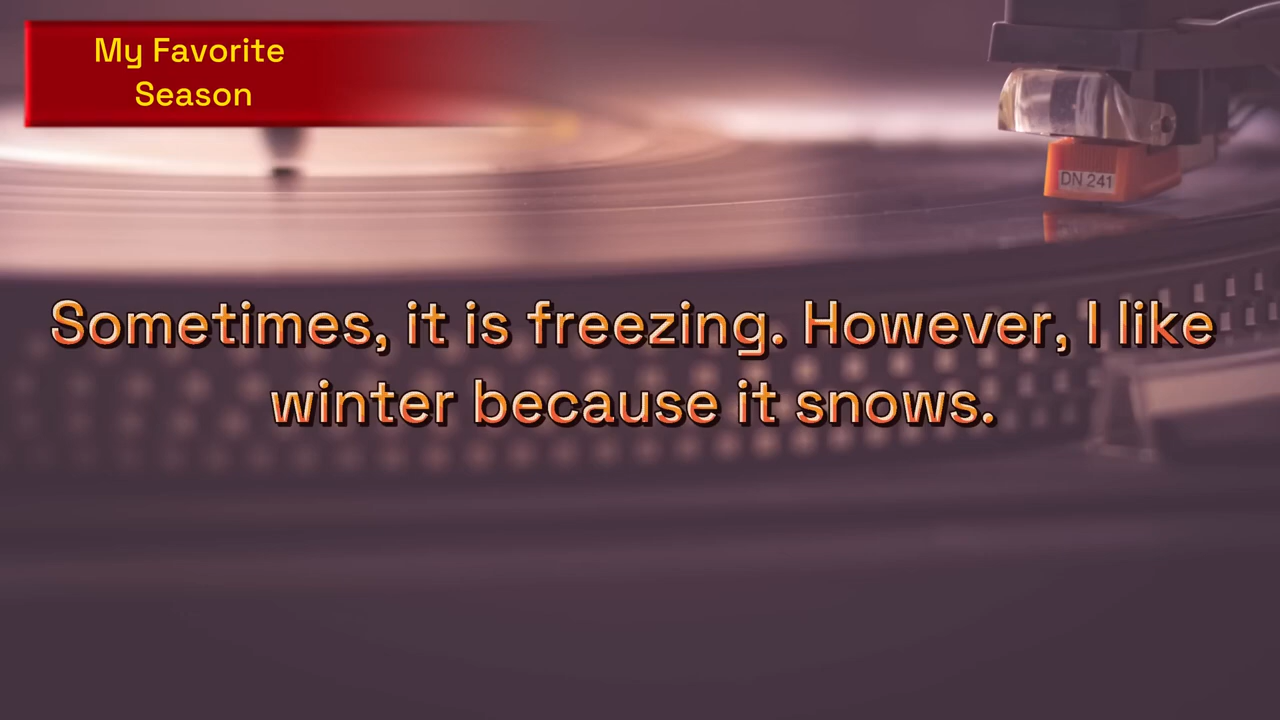 My Favorite
Season
DN 241
Sometimes, it is freezing. However, I like
winter because it snows.